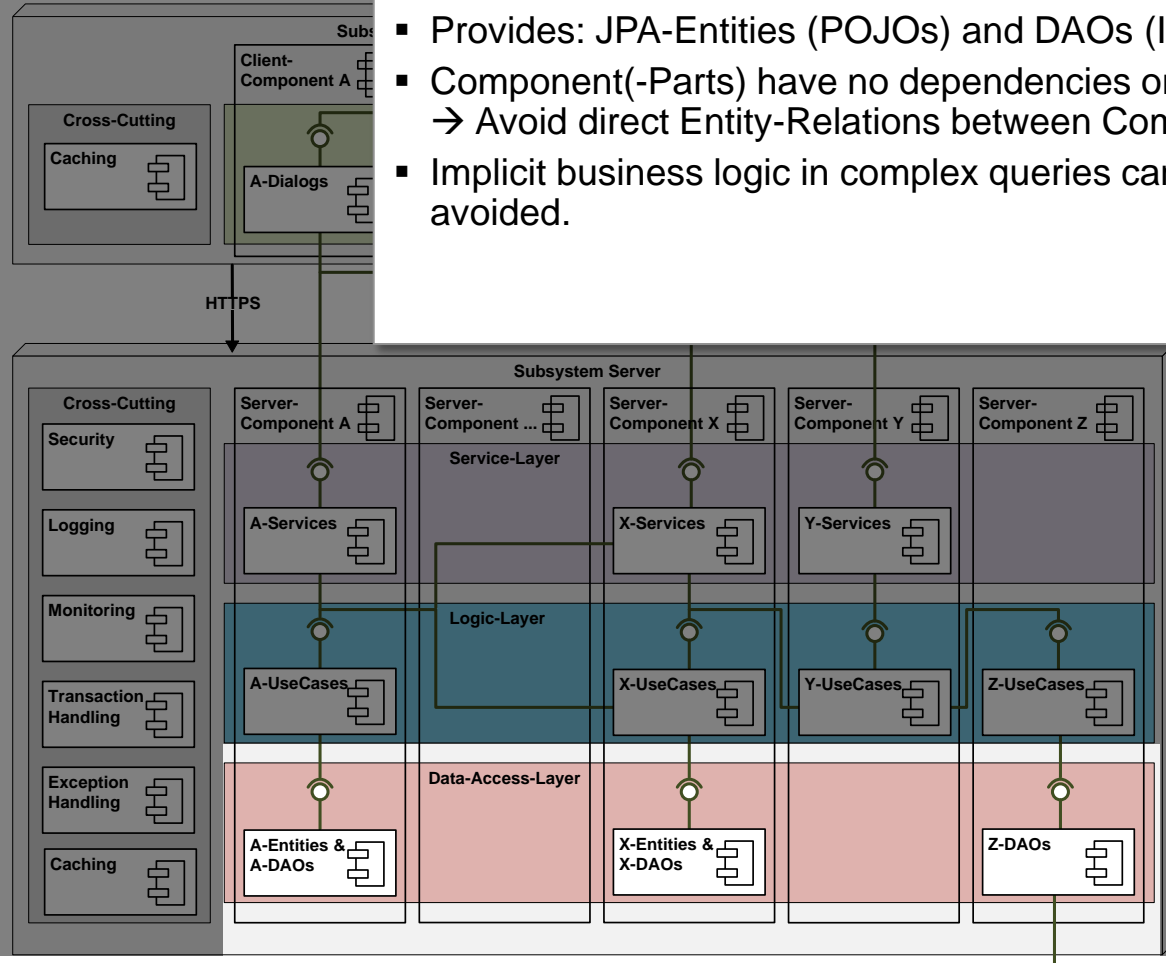 Subs
▪ Provides: JPA-Entities (POJOs) and DAOs (I
▪ Component(-Parts) have no dependencies
→ Avoid direct Entity-Relations between
▪ Implicit business logic in complex queries
avoided.
Client-
Component A
Cross-Cutting
Caching
A-Dialogs
HTTPS
Subsystem Server
Cross-Cutting
Security
Logging
Monitoring
Transaction
Handling
Exception
Handling
Caching
Server-
Component A
Server-
Component ...
Server-
Component X
Server-
Component Y
Server-
Component Z
Service-Layer
A-Services
X-Services
Y-Services
Logic-Layer
A-UseCases
X-UseCases
Y-UseCases
Z-UseCases
Data-Access-Layer
A-Entities &
A-DAOs
X-Entities &
X-DAOs
Z-DAOs